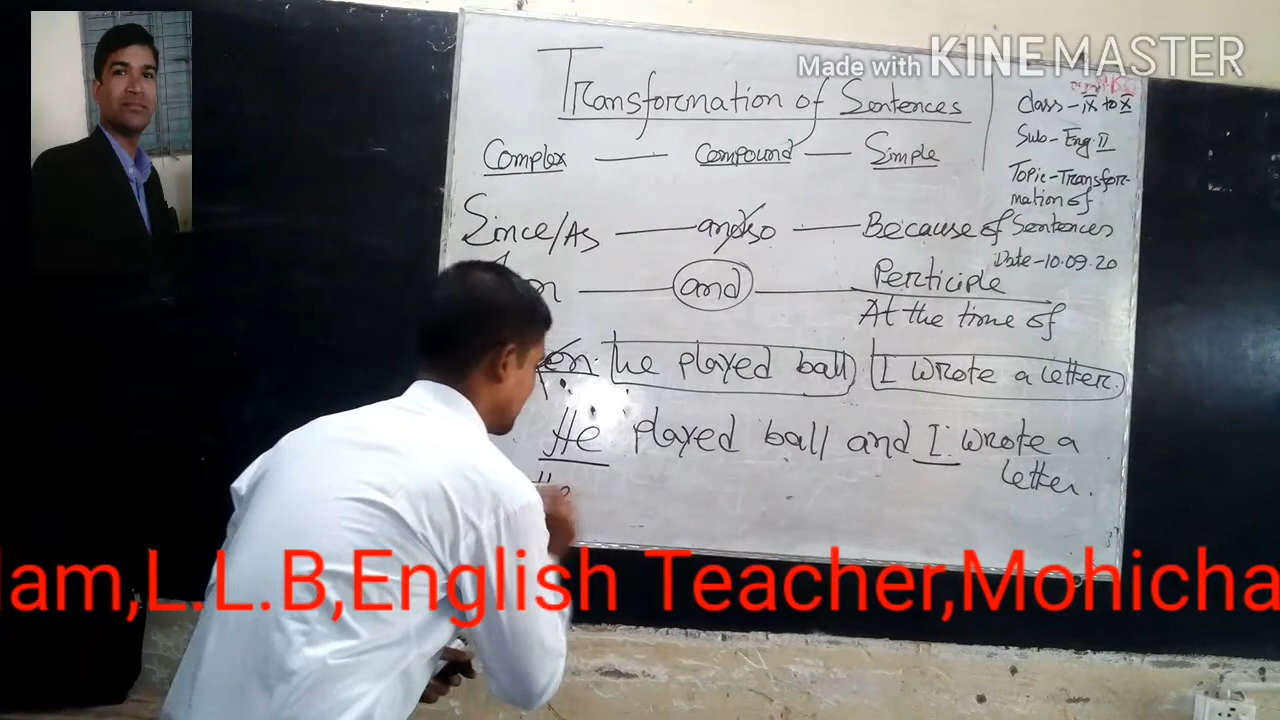 Made with KINEMASTER
Transformation of Sentences
Complex — Compound — Simple
Since/As — and so — Because of
and — Perticiple
At the time of
he played ball I wrote a letter.
He played ball and I wrote a
letter.
He
Class - IX to X
Sub - Eng. II
Topic - Transfor-
mation of
Sentences
Date - 10.09.20
lam,L.L.B,English Teacher,Mohicha